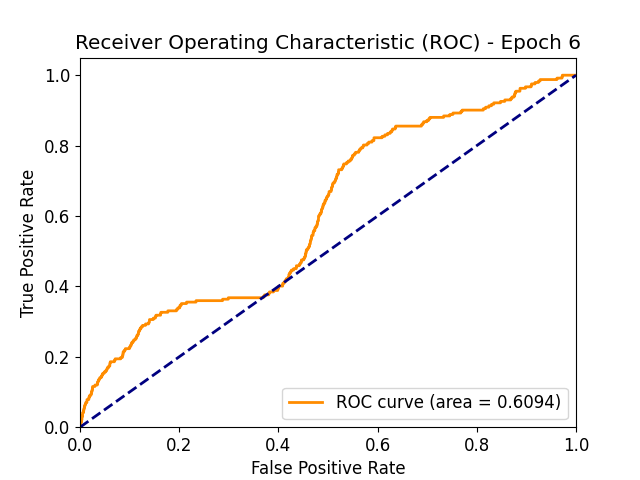 Receiver Operating Characteristic (ROC) - Epoch 6
True Positive Rate
1.0
0.8
0.6
0.4
0.2
0.0
ROC curve (area = 0.6094)
0.0 0.2 0.4 0.6 0.8 1.0
False Positive Rate